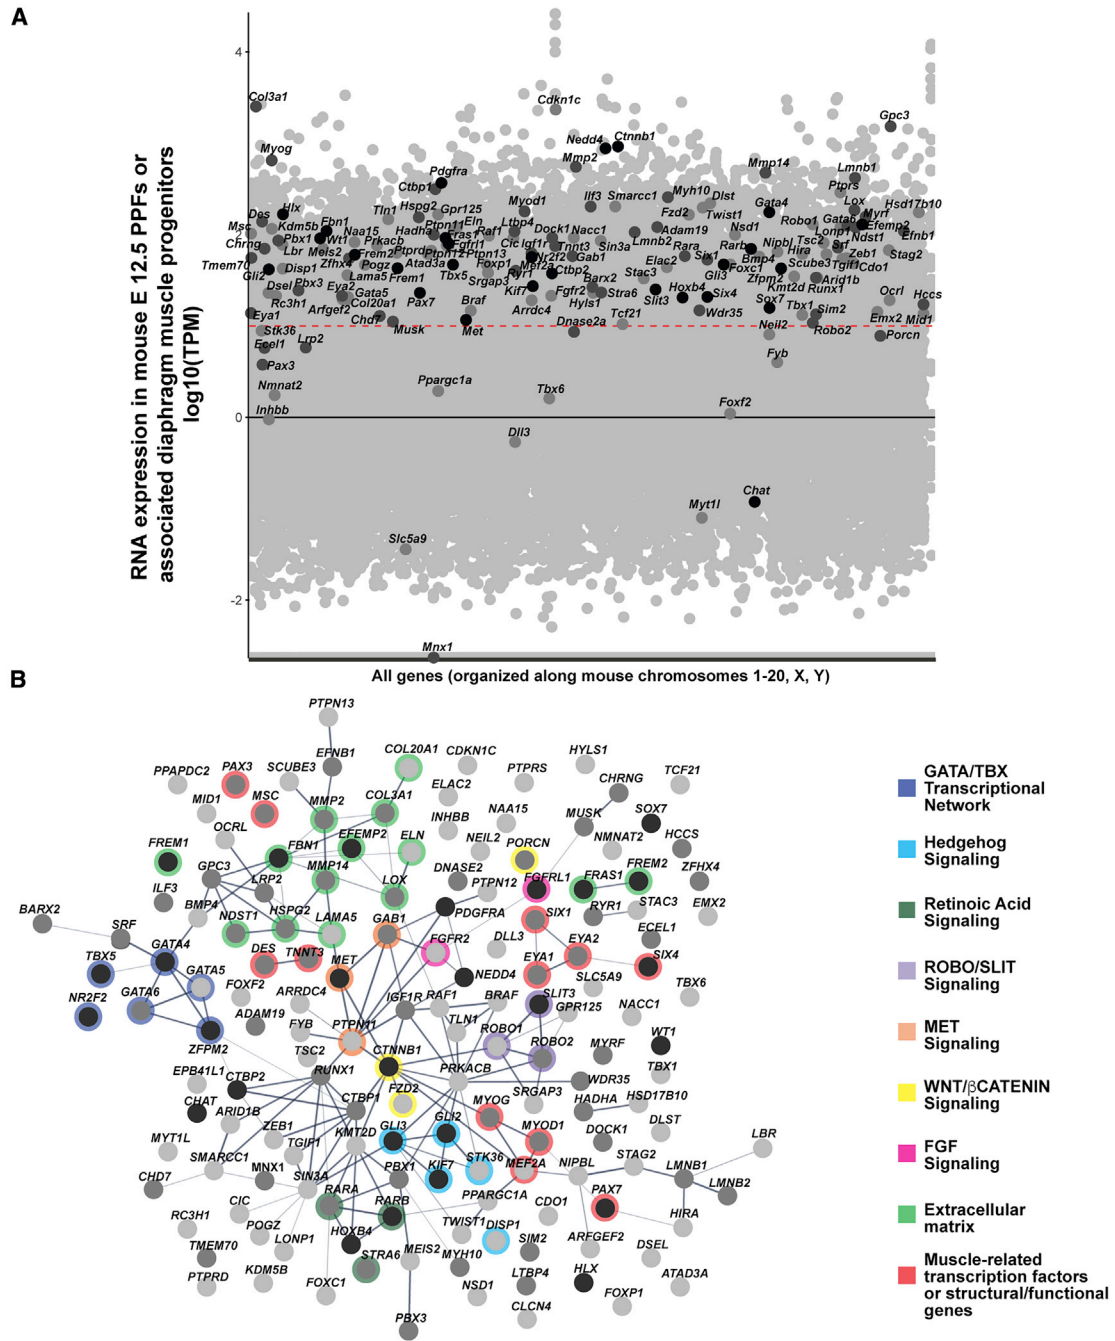 A
RNA expression in mouse E 12.5 PPFs or
associated diaphragm muscle progenitors
log10(TPM)
4
2
0
-2
Col3a1
Cdkn1c
Gpc3
Myog
Nedd4 Ctnnb1
Mmp2
Mmp14
Lmnb1
Pdgfra
Ctbp1
Ptprs
Des Hlx
Tln1 Hspg2 Gpr125
Myod1
Ilf3 Smarcc1 Myh10 Dlst
Gata4
Lox
Hsd17b10
Msc Kdm5b Fbn1
Ptpn11 Eln
Ltbp4
Fzd2 Twist1
Robo1 Gata6 Myrf
Efemp2
Chrng Pbx1 Wt1 Naa15
Hadha Fras1 Raf1
Dock1 Nacc1
Adam19
Nsd1
Lonp1 Ndst1 Efnb1
Lbr Meis2 Prkacb
Fgfrl1
Cic Igf1r Tnnt3 Sin3a Lmnb2
Rara
Rarb Nipbl Tsc2 Srf
Tmem70
Zfhx4 Frem2 Ptprd Ptpn12 Ptpn13
Nr2f2 Gab1
Elac2 Six1
Bmp4 Hira Zeb1 Stag2
Gli2 Disp1
Pogz Atad3a
Foxp1 Mef2a
Foxc1
Scube3 Tgif1 Cdo1
Lama5 Frem1 Tbx5
Ryr1 Ctbp2
Stac3
Gli3
Zfpm2 Arid1b
Dsel Pbx3 Eya2
Srgap3
Barx2
Hoxb4
Kmt2d Runx1
Gata5
Kif7 Fgfr2 Stra6
Slit3 Six4
Sox7
Ocrl Hccs
Rc3h1
Col20a1 Pax7 Braf
Arrdc4
Hyls1
Wdr35
Tbx1 Sim2
Eya1 Arfgef2 Chd7
Tcf21
Neil2
Emx2 Mid1
Stk36
Musk Met
Dnase2a
Robo2 Porcn
Ecel1 Lrp2
Fyb
Pax3
Nmnat2
Ppargc1a
Tbx6
Foxf2
Inhbb
Dll3
Chat
Myt1l
Slc5a9
Mnx1
All genes (organized along mouse chromosomes 1-20, X, Y)
B
PTPN13
EFNB1 COL20A1 CDKN1C HYLS1
PPAPDC2 PAX3 SCUBE3
PTPRS
CHRNG TCF21
MID1 MSC MMP2 COL3A1 ELAC2
NAA15 MUSK SOX7
OCRL
INHBB
FREM1 FBN1 EFEMP2 ELN NEIL2 PORCN NMNAT2 HCCS
GPC3 LRP2 MMP14
DNASE2 FGFRL1 FRAS1 FREM2 ZFHX4
ILF3
LOX PTPN12
BARX2 BMP4
PDGFRA
RYR1 STAC3 EMX2
SRF NDST1 HSPG2 LAMA5 GAB1 SIX1
FGFR2 DLL3
ECEL1
GATA4 DES TNNT3
EYA2
TBX5 GATA5 MET
NEDD4 EYA1 SIX4
FOXF2
SLC5A9
NR2F2 GATA6
ARRDC4 IGF1R RAF1 BRAF SLIT3
TBX6
ADAM19
GPR125 NACC1
FYB PTPN11 TLN1 ROBO1
ZFPM2
TSC2
CTNNB1
ROBO2
WT1
MYRF
EPB41L1 RUNX1
PRKACB
TBX1
CTBP2
FZD2
WDR35
CHAT
CTBP1
SRGAP3 HADHA HSD17B10
ARID1B
MYOG
ZEB1 KMT2D GLI3 GLI2 MYOD1 DOCK1 DLST
MYT1L TGIF1
LBR
SMARCC1 MNX1 PBX1 KIF7 STK36 MEF2A NIPBL STAG2 LMNB1
CHD7 SIN3A
LMNB2
CIC RARA RARB
PPARGC1A
CDO1 PAX7
RC3H1 POGZ HOXB4
TWIST1 DISP1
HIRA
TMEM70 LONP1
STRA6 MEIS2 MYH10 SIM2 ARFGEF2 DSEL
PTPRD KDM5B
FOXC1
NSD1 LTBP4 HLX ATAD3A
PBX3
CLCN4
FOXP1
GATA/TBX
Transcriptional
Network
Hedgehog
Signaling
Retinoic Acid
Signaling
ROBO/SLIT
Signaling
MET
Signaling
WNT/βCATENIN
Signaling
FGF
Signaling
Extracellular
matrix
Muscle-related
transcription factors
or structural/functional
genes